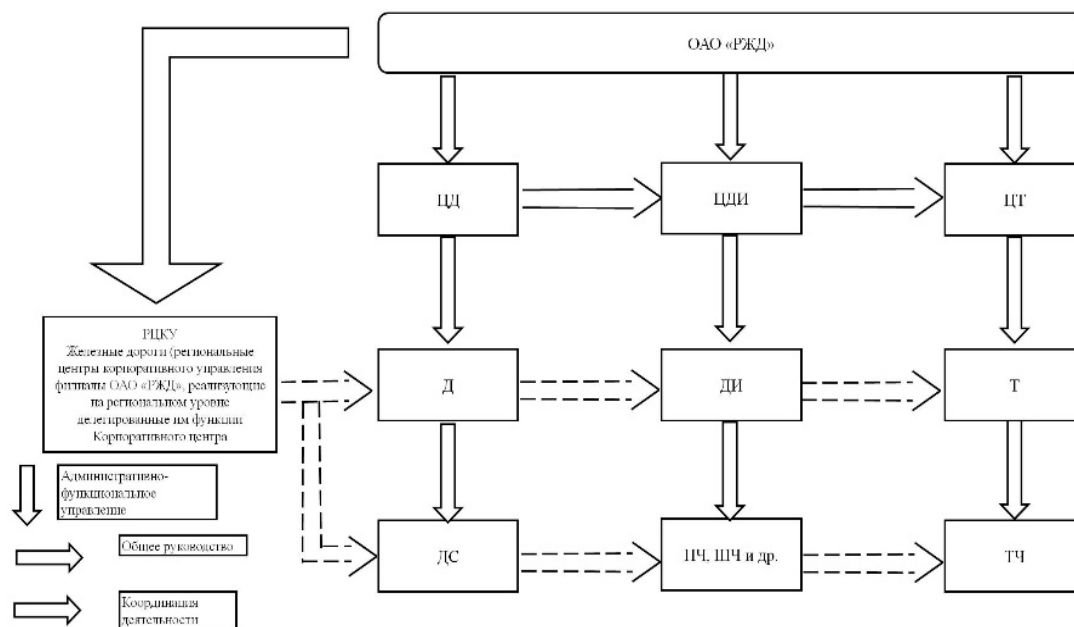 ОАО «РЖД»
ЦД
ЦДИ
ЦТ
РЦКУ
Железные дороги (региональные
центры корпоративного управления
филиалы ОАО «РЖД», реализующие
на региональном уровне
делегированные им функции
Корпоративного центра
Д
ДИ
Т
Административно-
функциональное
управление
Общее руководство
Координация
деятельности
ДС
ПЧ, ШЧ и др.
ТЧ